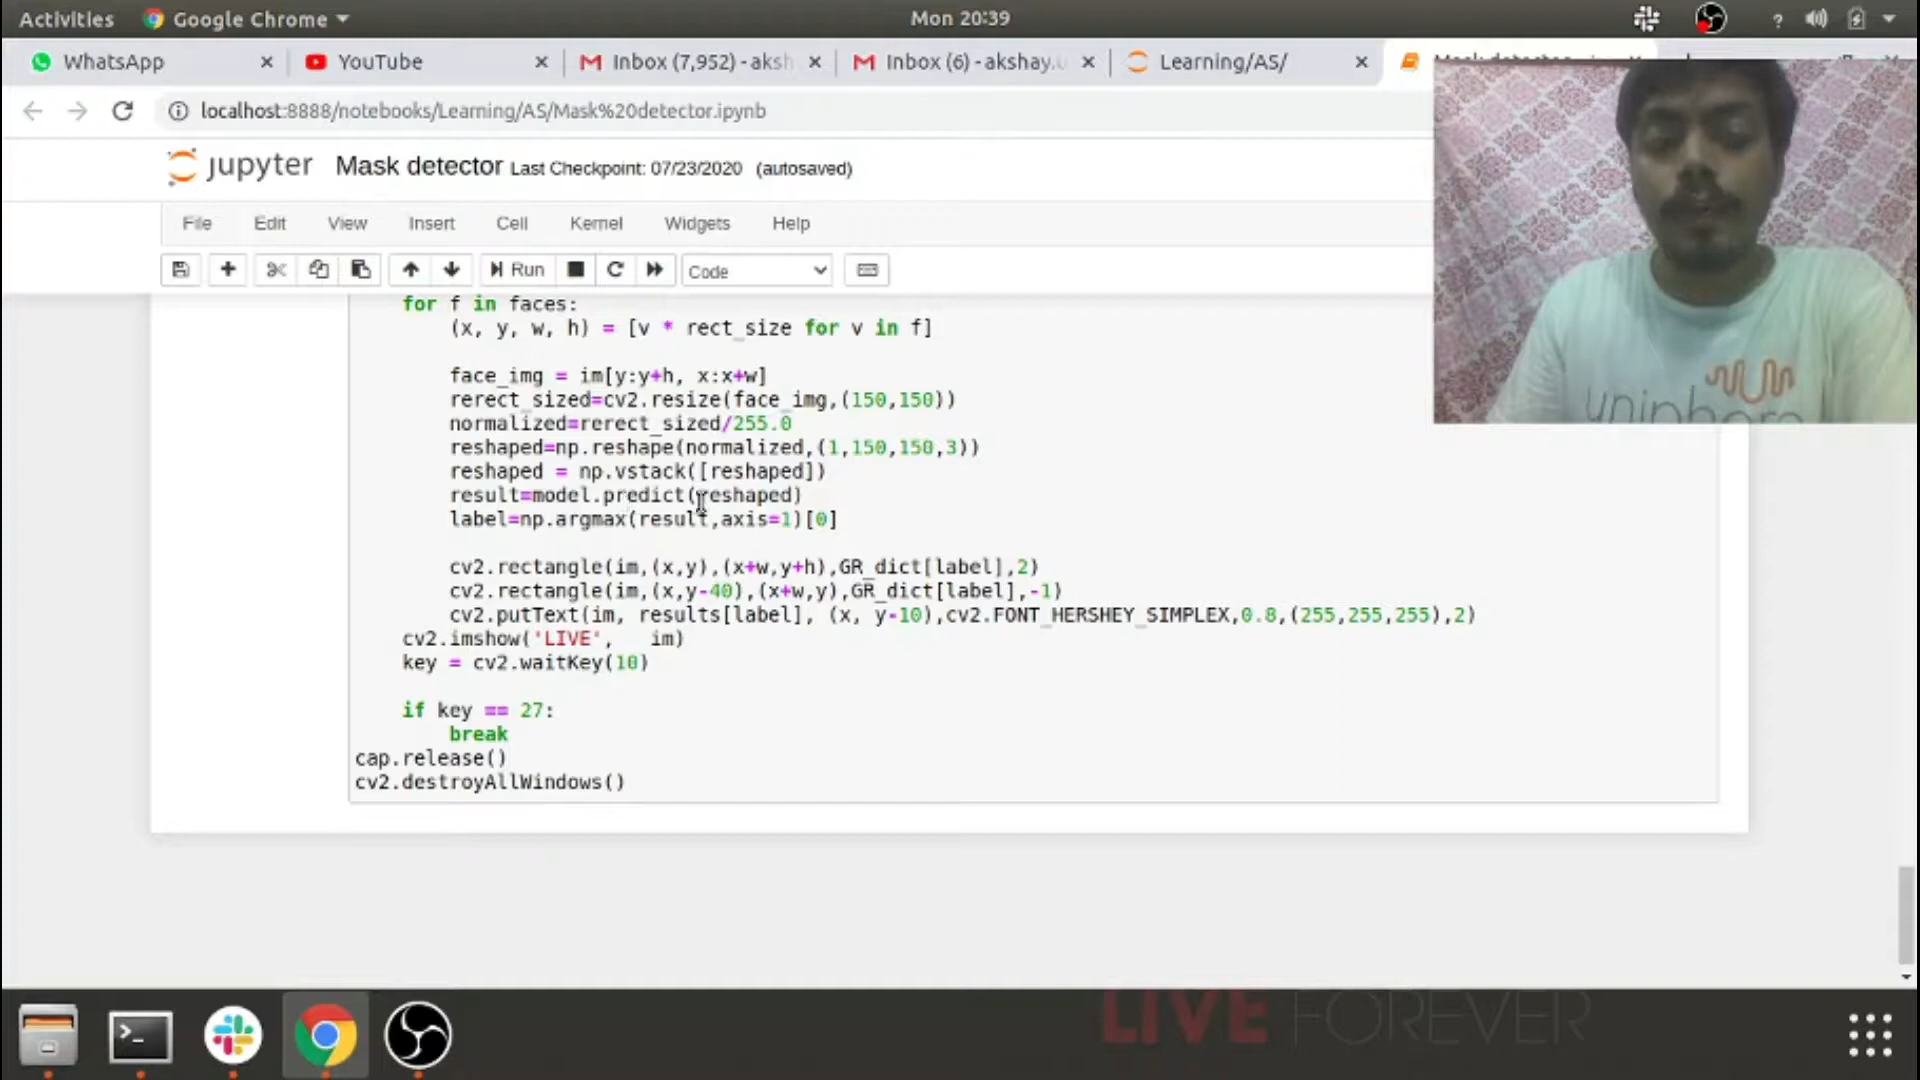 Activities
Google Chrome
Mon 20:39
?
WhatsApp
YouTube
Inbox (7,952) - aksh
Inbox (6) - akshay.u
Learning/AS/
localhost:8888/notebooks/Learning/AS/Mask%20detector.ipynb
jupyter
Mask detector Last Checkpoint: 07/23/2020 (autosaved)
File Edit View Insert Cell Kernel Widgets Help
Run
Code
for f in faces:
(x, y, w, h) = [v * rect_size for v in f]
face_img = im[y:y+h, x:x+w]
rerect_sized=cv2.resize(face_img,(150,150))
normalized=rerect_sized/255.0
reshaped=np.reshape(normalized,(1,150,150,3))
reshaped = np.vstack([reshaped])
result=model.predict(reshaped)
label=np.argmax(result,axis=1)[0]
cv2.rectangle(im,(x,y),(x+w,y+h),GR_dict[label],2)
cv2.rectangle(im,(x,y-40),(x+w,y),GR_dict[label],-1)
cv2.putText(im, results[label], (x, y-10),cv2.FONT_HERSHEY_SIMPLEX,0.8,(255,255,255),2)
cv2.imshow('LIVE', im)
key = cv2.waitKey(10)
if key == 27:
break
cap.release()
cv2.destroyAllWindows()
LIVE FOREVER